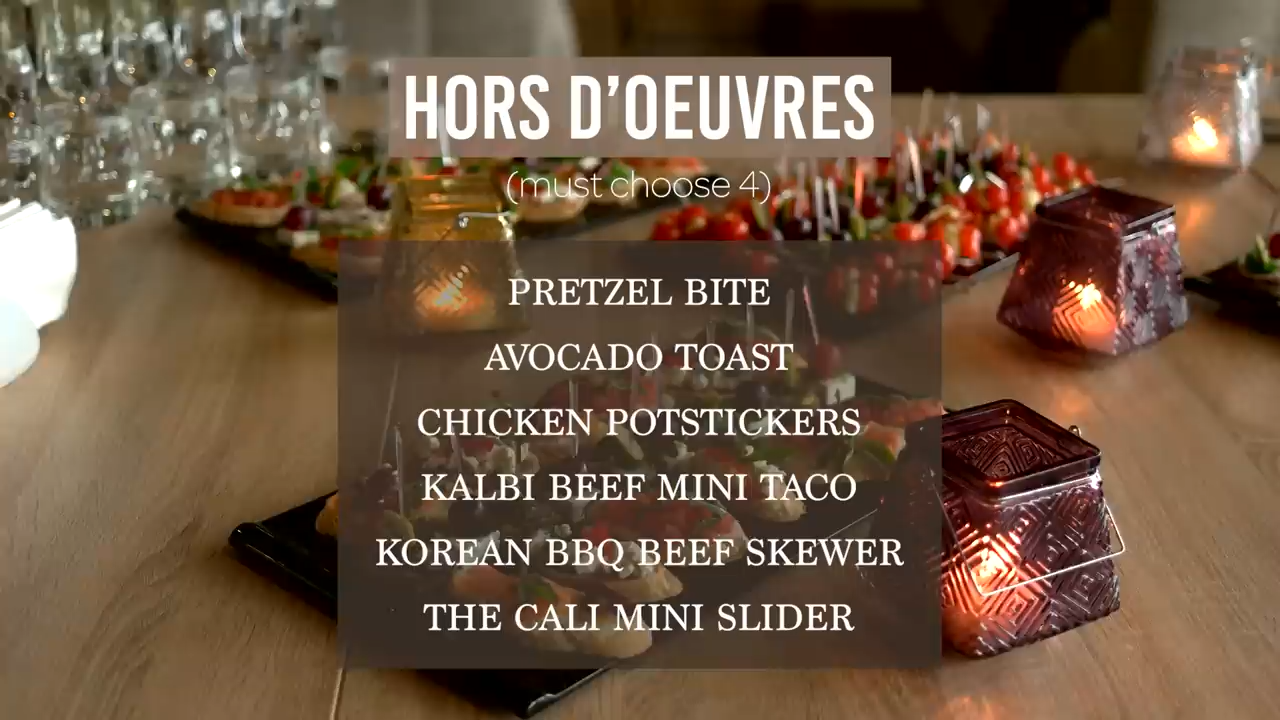 HORS D'OEUVRES
(must choose 4)
PRETZEL BITE
AVOCADO TOAST
CHICKEN POTSTICKERS
KALBI BEEF MINI TACO
KOREAN BBQ BEEF SKEWER
THE CALI MINI SLIDER